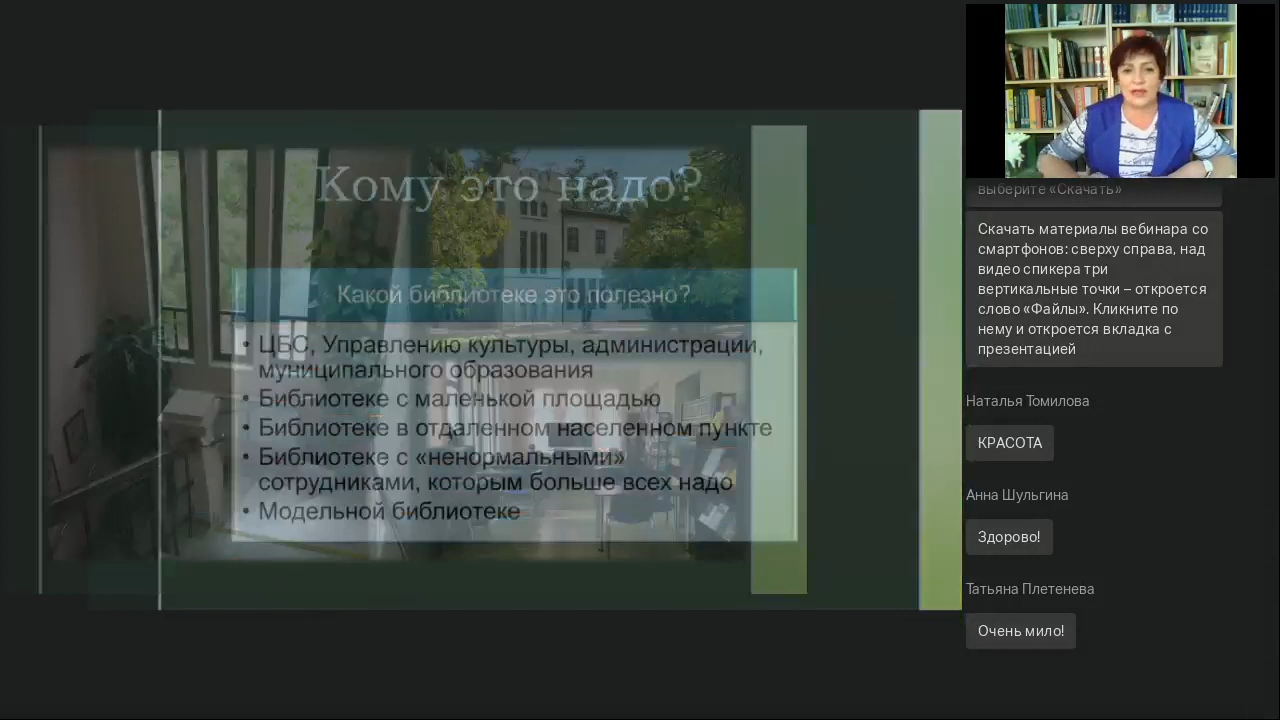 Кому это надо?
Какой библиотеке это полезно?
• ЦБС, Управлению культуры, администрации,
муниципального образования
• Библиотеке с маленькой площадью
• Библиотеке в отдаленном населенном пункте
• Библиотеке с «ненормальными»
сотрудниками, которым больше всех надо
• Модельной библиотеке
выберите «Скачать»
Скачать материалы вебинара со
смартфонов: сверху справа, над
видео спикера три
вертикальные точки – откроется
слово «Файлы». Кликните по
нему и откроется вкладка с
презентацией
Наталья Томилова
КРАСОТА
Анна Шульгина
Здорово!
Татьяна Плетенева
Очень мило!